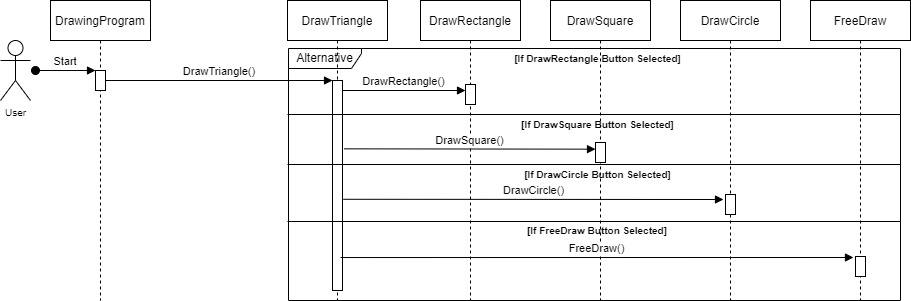 DrawingProgram
DrawTriangle
DrawRectangle
DrawSquare
DrawCircle
FreeDraw
Alternative
[If DrawRectangle Button Selected]
Start
DrawTriangle()
DrawRectangle()
User
[If DrawSquare Button Selected]
DrawSquare()
[If DrawCircle Button Selected]
DrawCircle()
[If FreeDraw Button Selected]
FreeDraw()